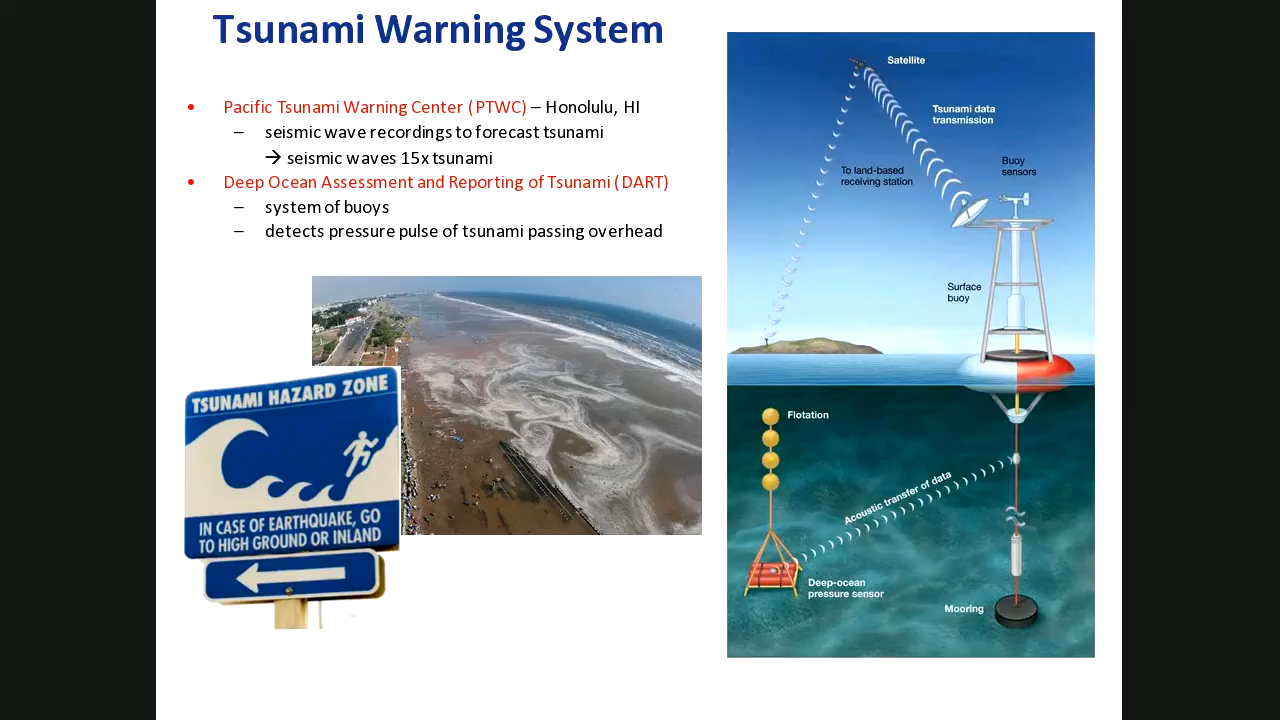 Tsunami Warning System
• Pacific Tsunami Warning Center (PTWC) – Honolulu, HI
– seismic wave recordings to forecast tsunami
→ seismic waves 15x tsunami
• Deep Ocean Assessment and Reporting of Tsunami (DART)
– system of buoys
– detects pressure pulse of tsunami passing overhead
TSUNAMI HAZARD ZONE
IN CASE OF EARTHQUAKE, GO
TO HIGH GROUND OR INLAND
Satellite
Tsunami data
transmission
Buoy
sensors
To land-based
receiving station
Surface
buoy
Flotation
Acoustic transfer of data
Deep-ocean
pressure sensor
Mooring